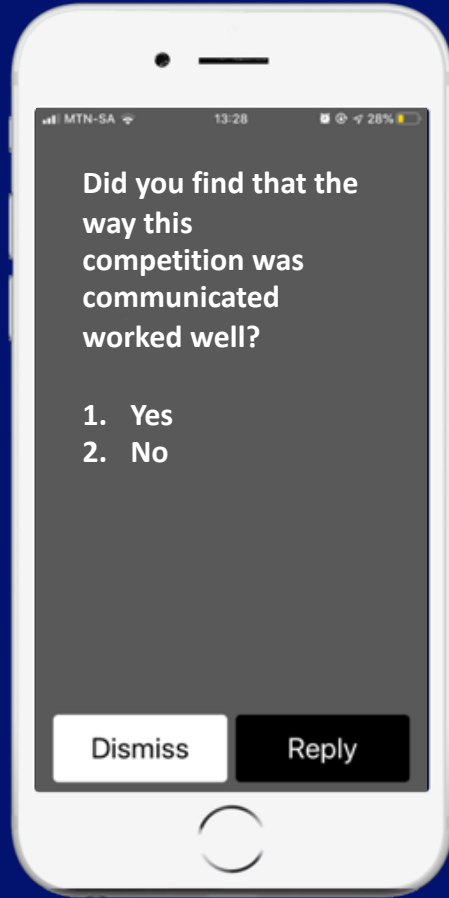 MTN-SA 13:28 28%
Did you find that the
way this
competition was
communicated
worked well?
1. Yes
2. No
Dismiss Reply